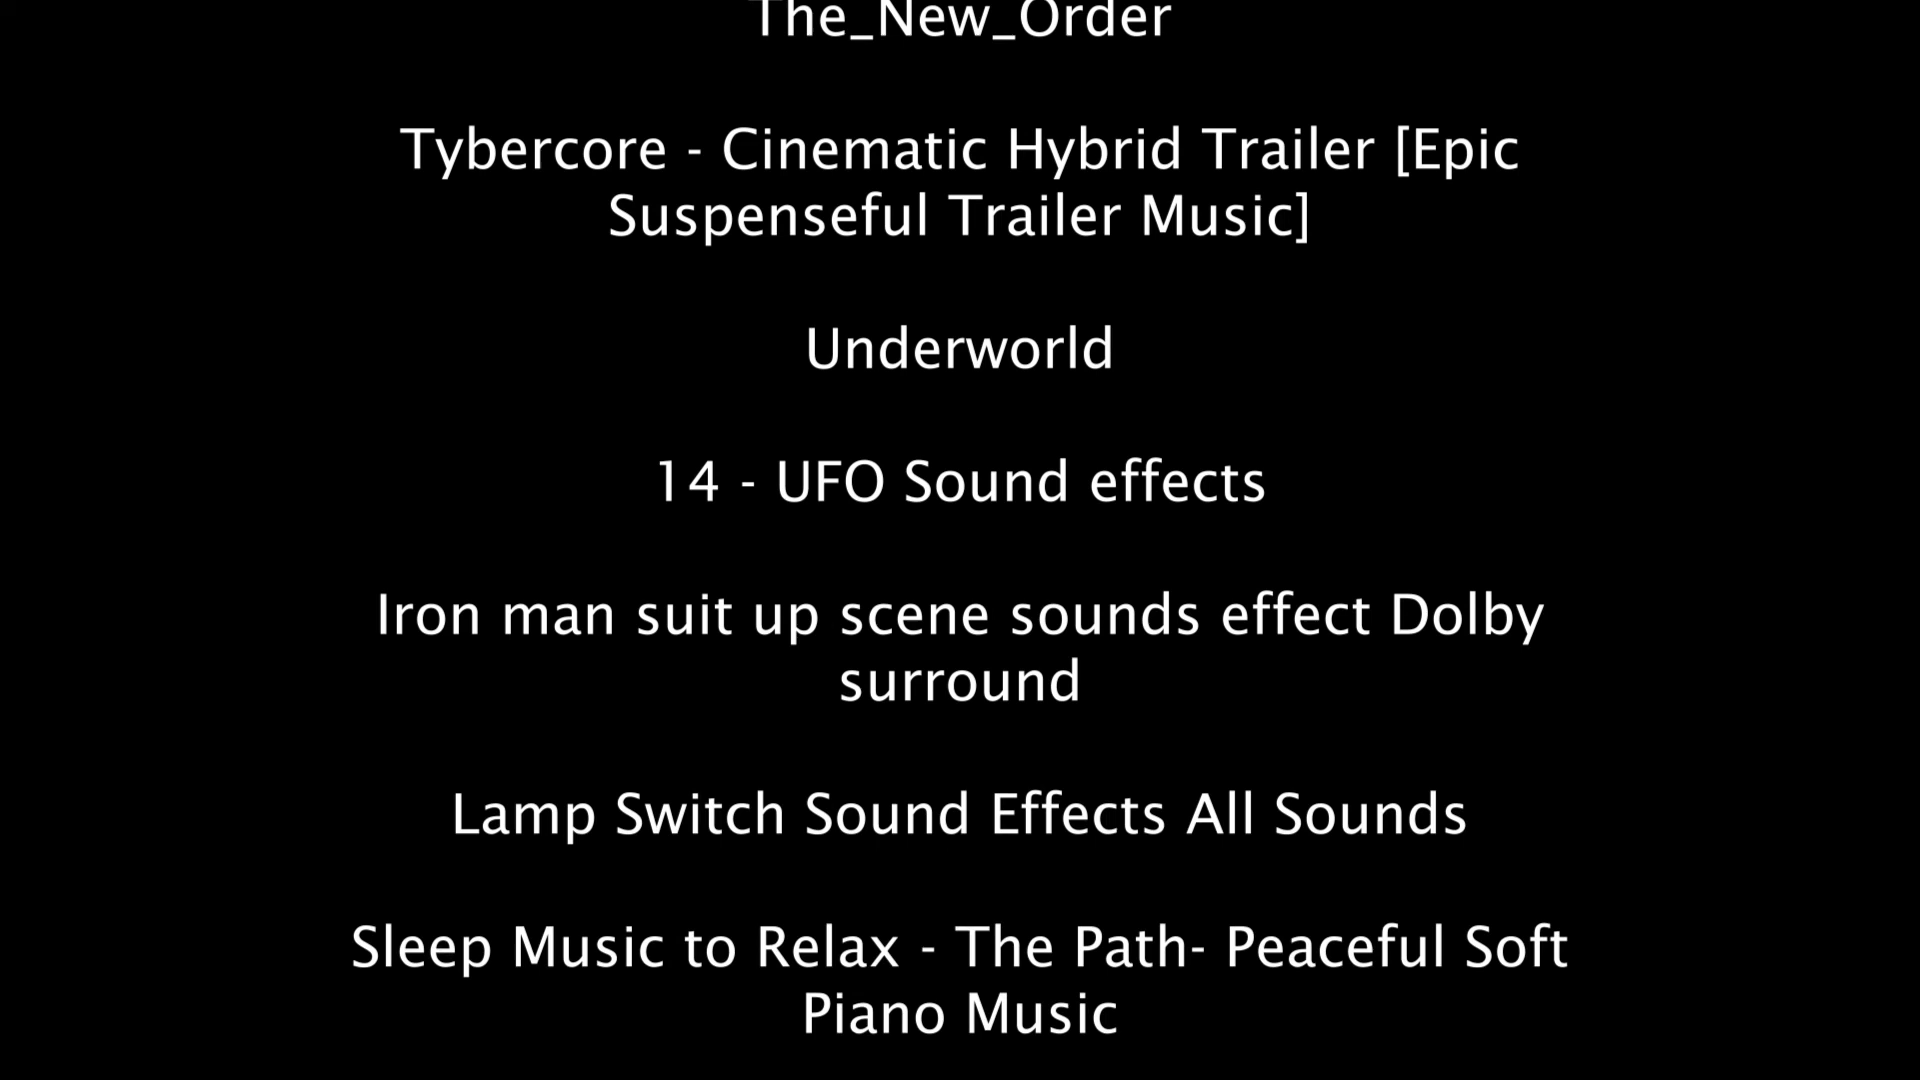 The_New_Order
Tybercore - Cinematic Hybrid Trailer [Epic
Suspenseful Trailer Music]
Underworld
14 - UFO Sound effects
Iron man suit up scene sounds effect Dolby
surround
Lamp Switch Sound Effects All Sounds
Sleep Music to Relax - The Path- Peaceful Soft
Piano Music